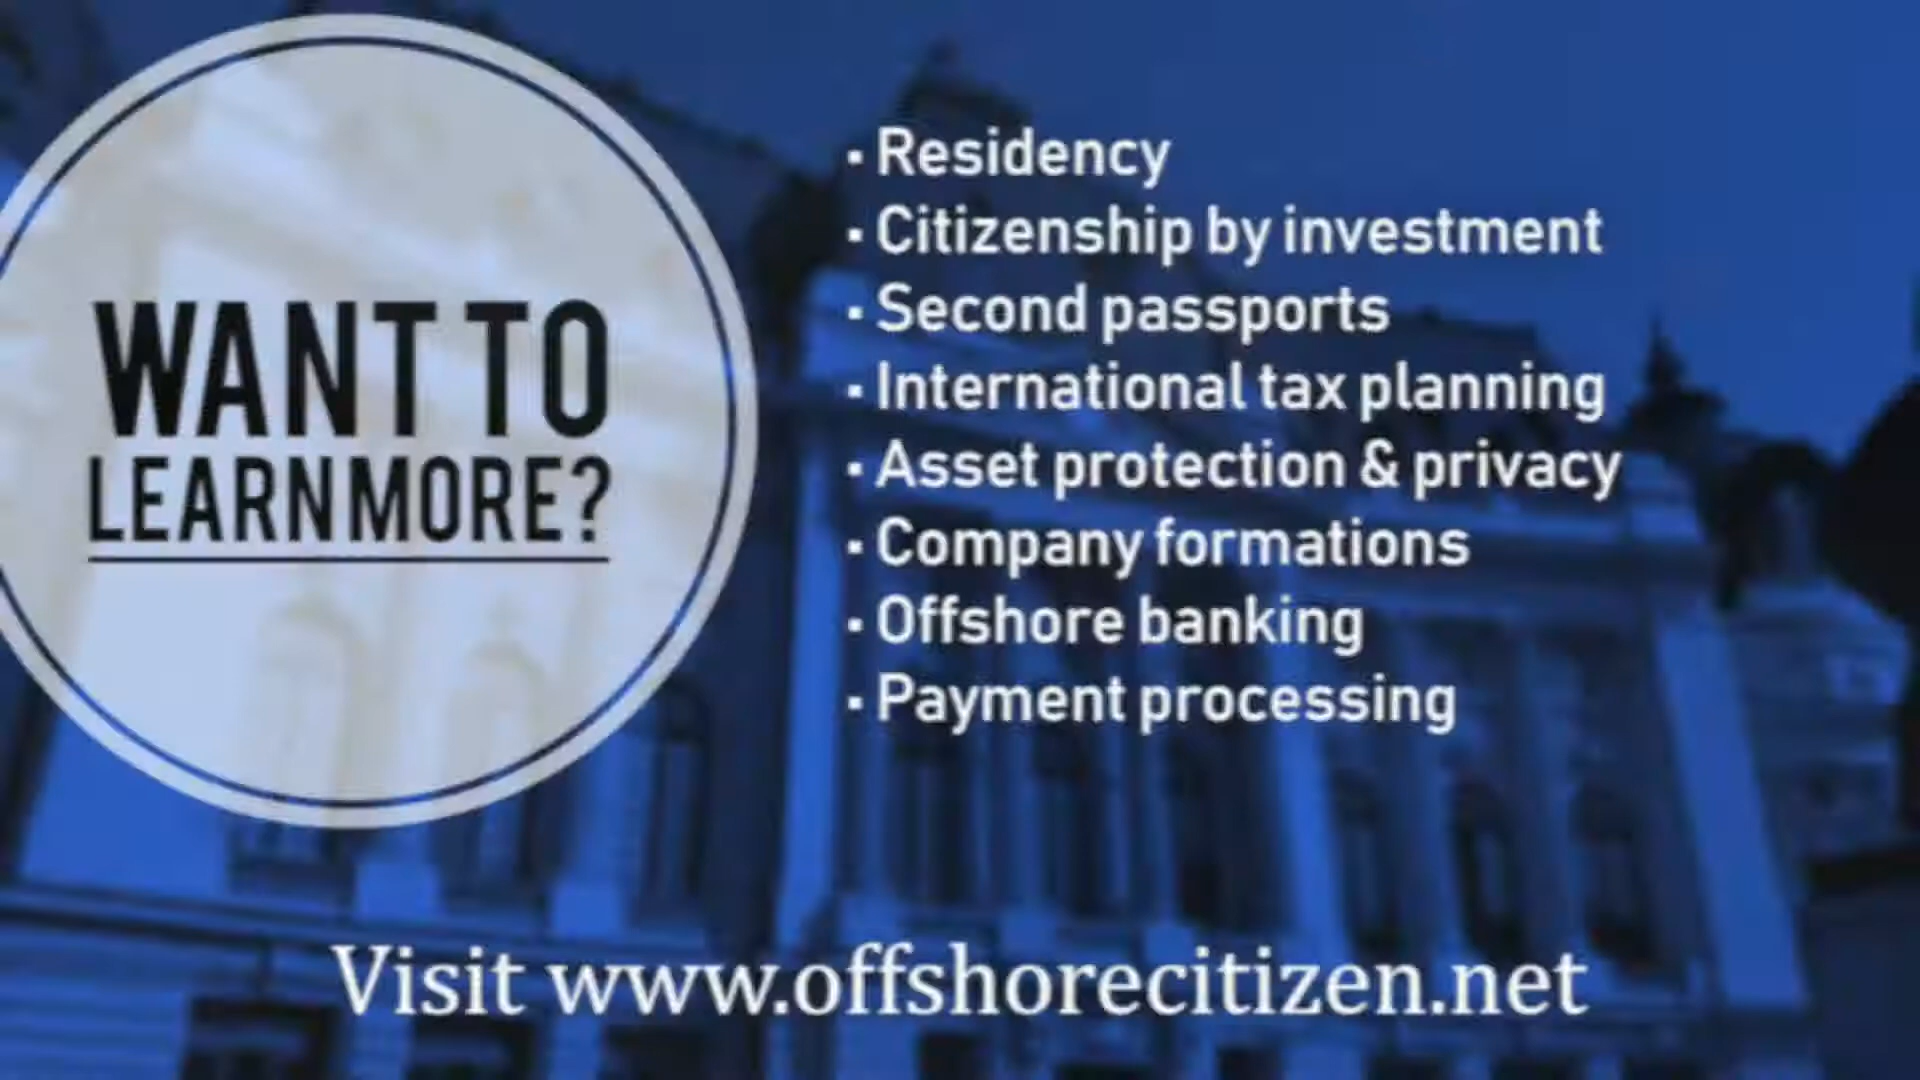 WANT TO
LEARN MORE?
· Residency
· Citizenship by investment
· Second passports
· International tax planning
· Asset protection & privacy
· Company formations
· Offshore banking
· Payment processing
Visit www.offshorecitizen.net